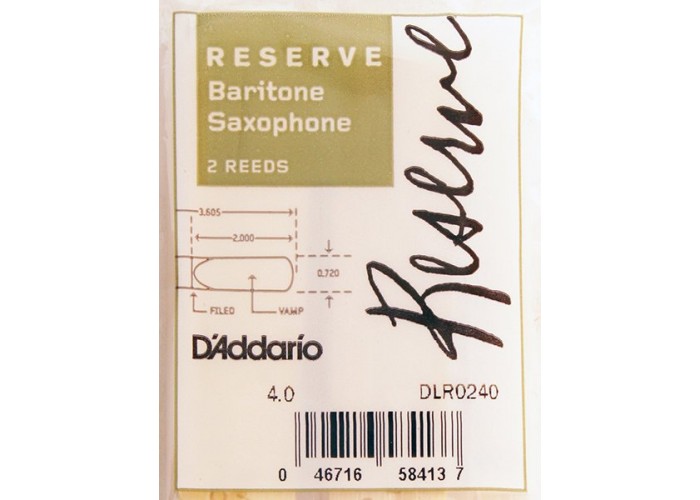 RESERVE
Baritone
Saxophone
2 REEDS
Reserve
3.605
2.000
0.720
FILED VAMP
D'Addario
4.0 DLR0240
0 46716 58413 7